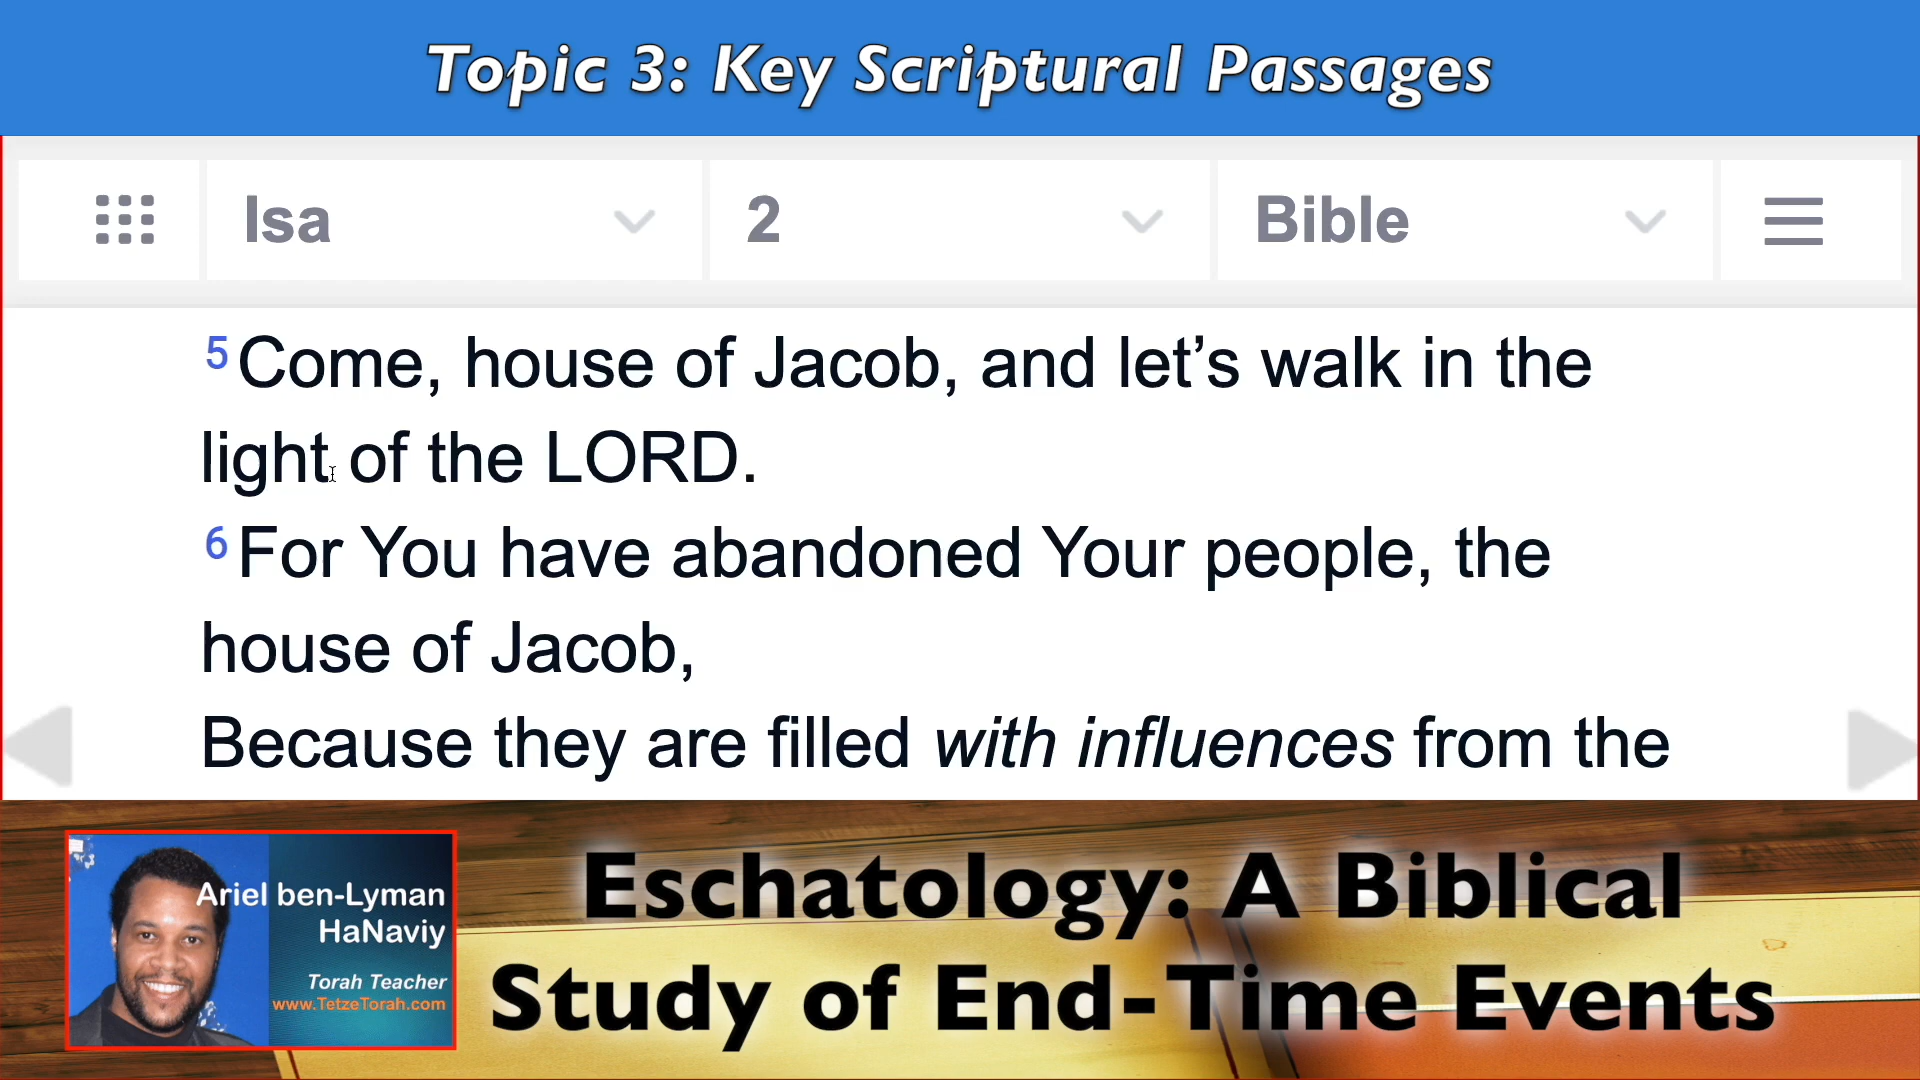 Topic 3: Key Scriptural Passages
Isa
2
Bible
5 Come, house of Jacob, and let’s walk in the
light of the LORD.
6 For You have abandoned Your people, the
house of Jacob,
Because they are filled with influences from the
Ariel ben-Lyman
HaNaviy
Torah Teacher
www.TetzeTorah.com
Eschatology: A Biblical
Study of End-Time Events